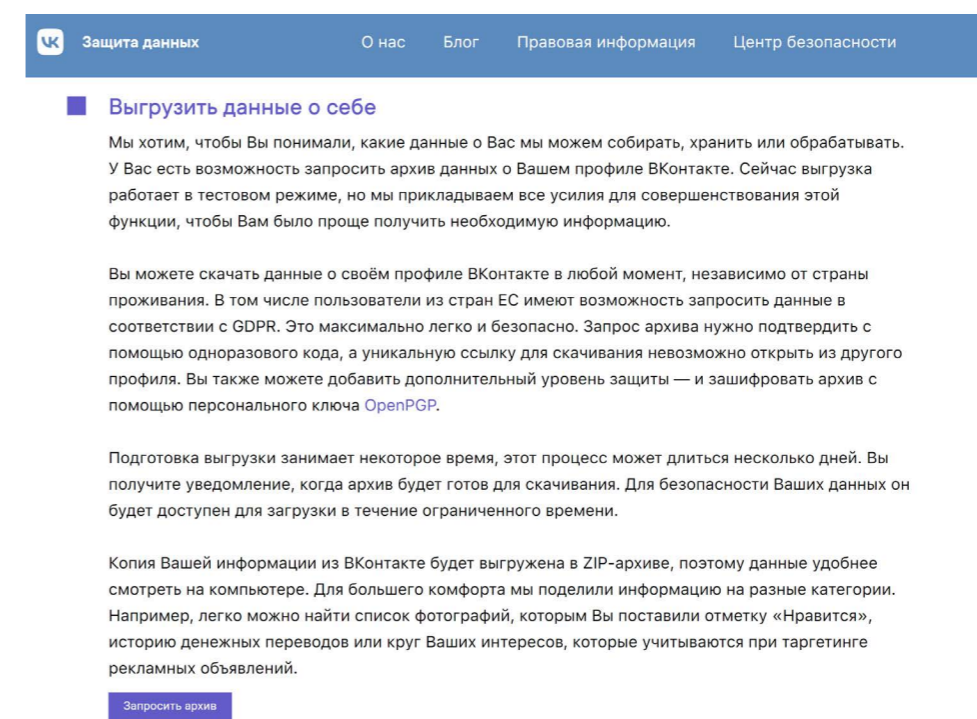 Защита данных О нас Блог Правовая информация Центр безопасности
Выгрузить данные о себе
Мы хотим, чтобы Вы понимали, какие данные о Вас мы можем собирать, хранить или обрабатывать.
У Вас есть возможность запросить архив данных о Вашем профиле ВКонтакте. Сейчас выгрузка
работает в тестовом режиме, но мы прикладываем все усилия для совершенствования этой
функции, чтобы Вам было проще получить необходимую информацию.
Вы можете скачать данные о своём профиле ВКонтакте в любой момент, независимо от страны
проживания. В том числе пользователи из стран ЕС имеют возможность запросить данные в
соответствии с GDPR. Это максимально легко и безопасно. Запрос архива нужно подтвердить с
помощью одноразового кода, а уникальную ссылку для скачивания невозможно открыть из другого
профиля. Вы также можете добавить дополнительный уровень защиты — и зашифровать архив с
помощью персонального ключа OpenPGP.
Подготовка выгрузки занимает некоторое время, этот процесс может длиться несколько дней. Вы
получите уведомление, когда архив будет готов для скачивания. Для безопасности Ваших данных он
будет доступен для загрузки в течение ограниченного времени.
Копия Вашей информации из ВКонтакте будет выгружена в ZIP-архиве, поэтому данные удобнее
смотреть на компьютере. Для большего комфорта мы поделили информацию на разные категории.
Например, легко можно найти список фотографий, которым Вы поставили отметку «Нравится»,
историю денежных переводов или круг Ваших интересов, которые учитываются при таргетинге
рекламных объявлений.
Запросить архив